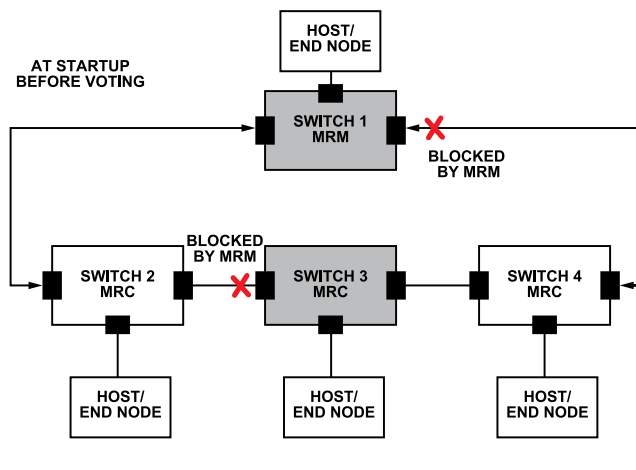 HOST/
END NODE
AT STARTUP
BEFORE VOTING
SWITCH 1
MRM
BLOCKED
BY MRM
BLOCKED
BY MRM
SWITCH 2
MRC
SWITCH 3
MRC
SWITCH 4
MRC
HOST/
END NODE
HOST/
END NODE
HOST/
END NODE